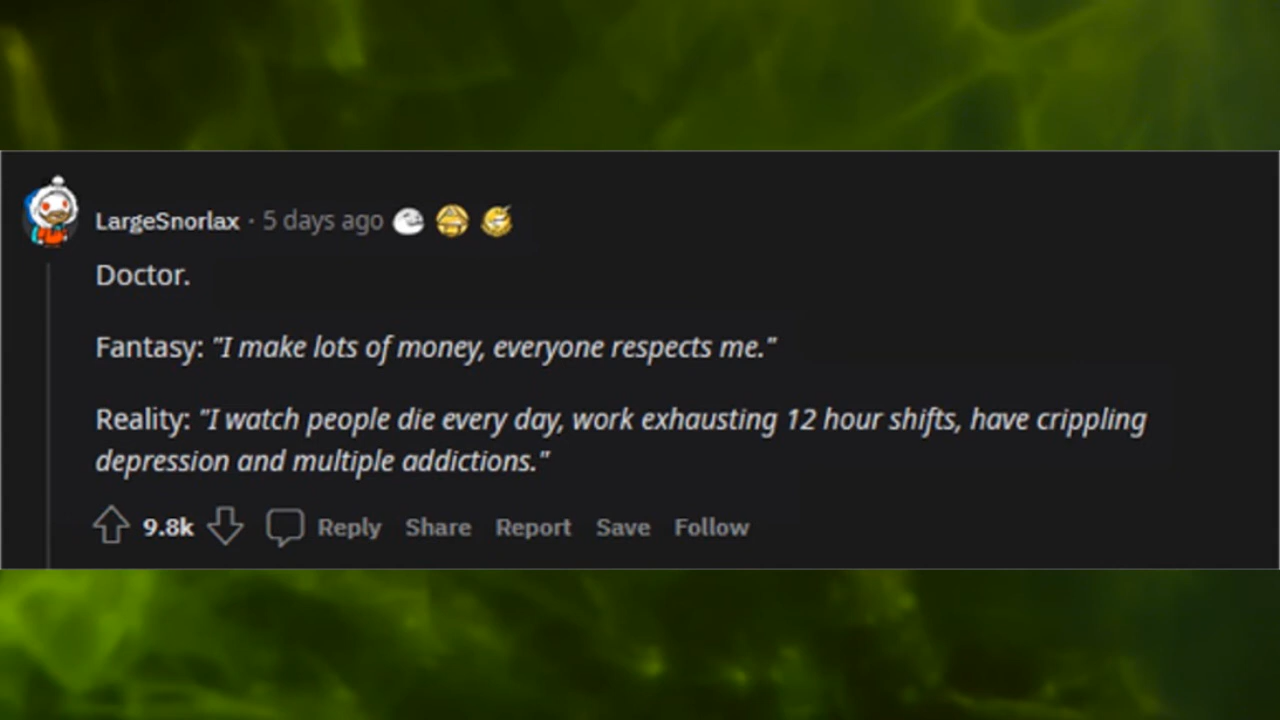 LargeSnorlax · 5 days ago
Doctor.
Fantasy: "I make lots of money, everyone respects me."
Reality: "I watch people die every day, work exhausting 12 hour shifts, have crippling
depression and multiple addictions."
9.8k Reply Share Report Save Follow